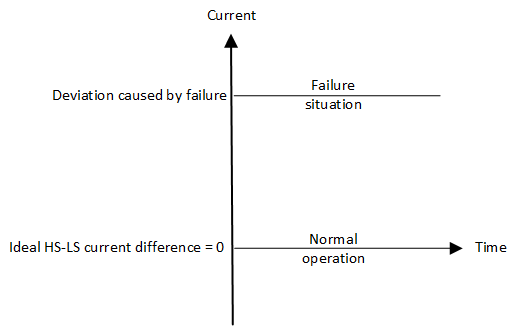 Current
Deviation caused by failure
Failure
situation
Ideal HS-LS current difference = 0
Normal
operation
Time